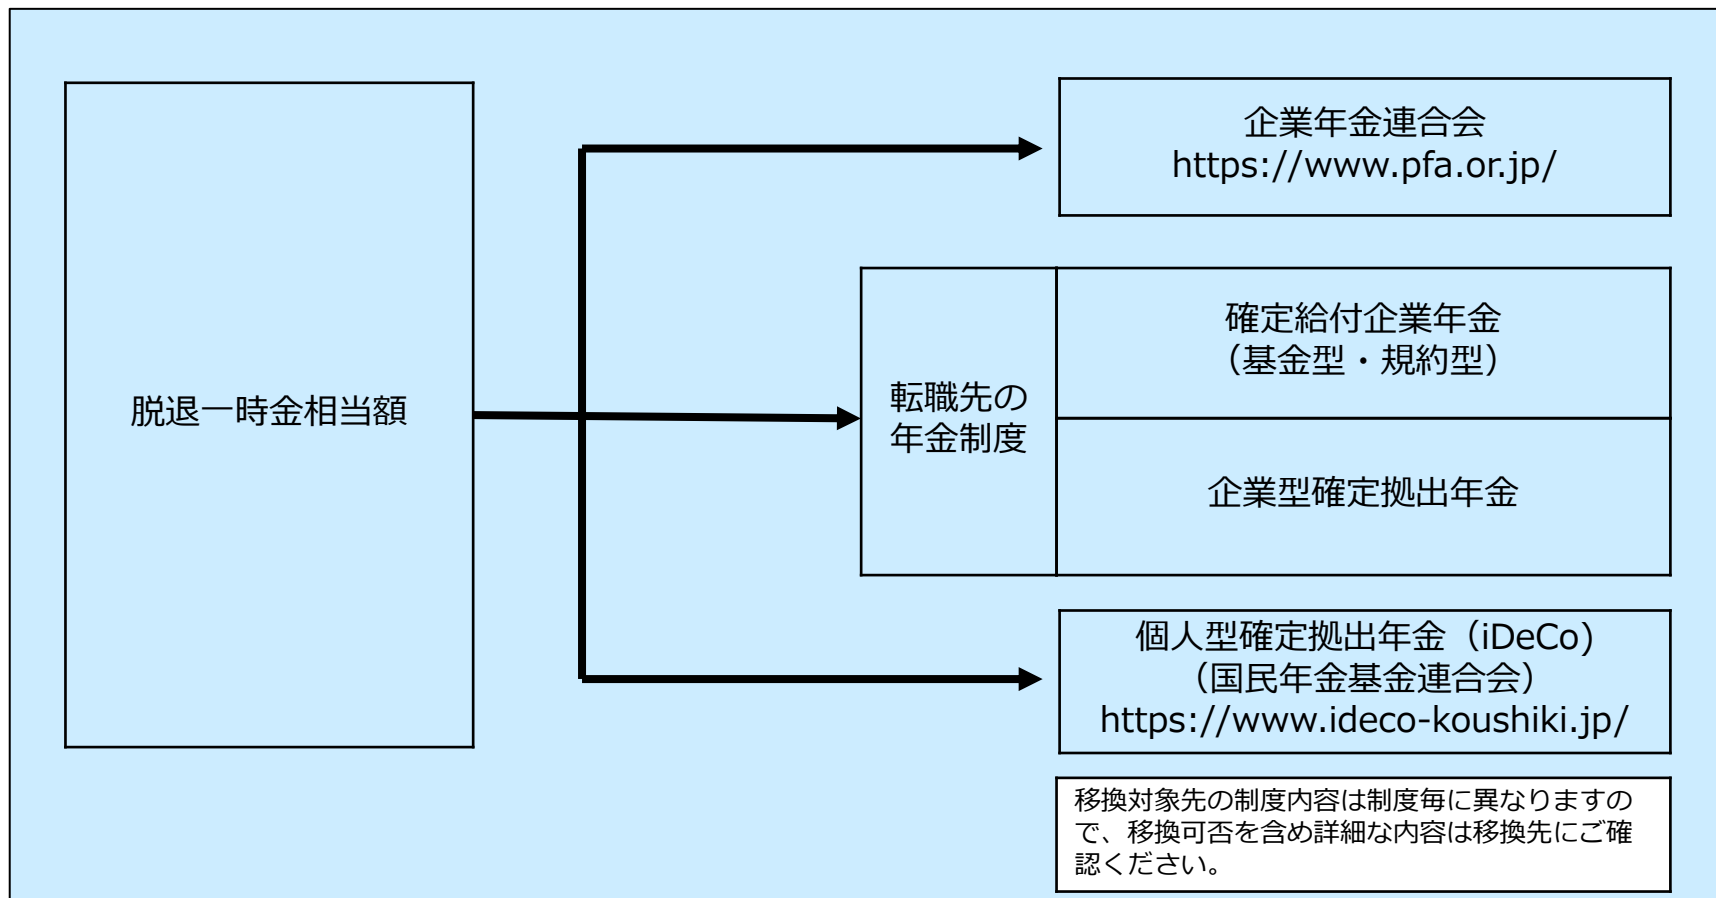 脱退一時金相当額
企業年金連合会
https://www.pfa.or.jp/
転職先の
年金制度
確定給付企業年金
（基金型・規約型）
企業型確定拠出年金
個人型確定拠出年金（iDeCo)
（国民年金基金連合会）
https://www.ideco-koushiki.jp/
移換対象先の制度内容は制度毎に異なりますの
で、移換可否を含め詳細な内容は移換先にご確
認ください。